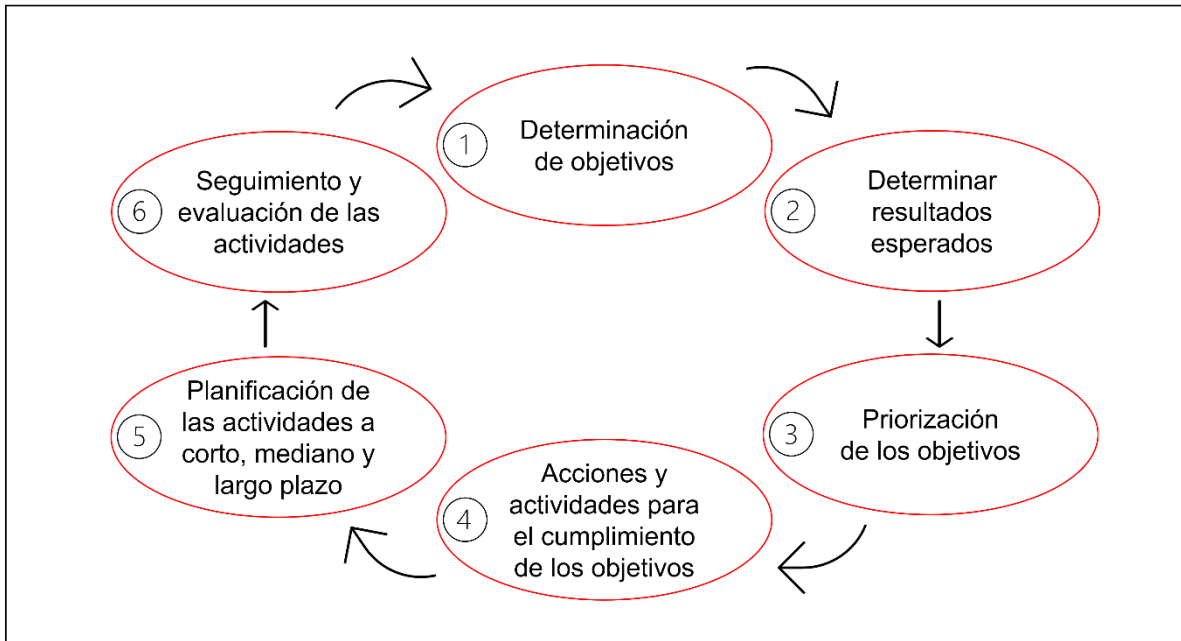 1
Determinación
de objetivos
2
Determinar
resultados
esperados
3
Priorización
de los objetivos
4
Acciones y
actividades para
el cumplimiento
de los objetivos
5
Planificación de
las actividades a
corto, mediano y
largo plazo
6
Seguimiento y
evaluación de las
actividades